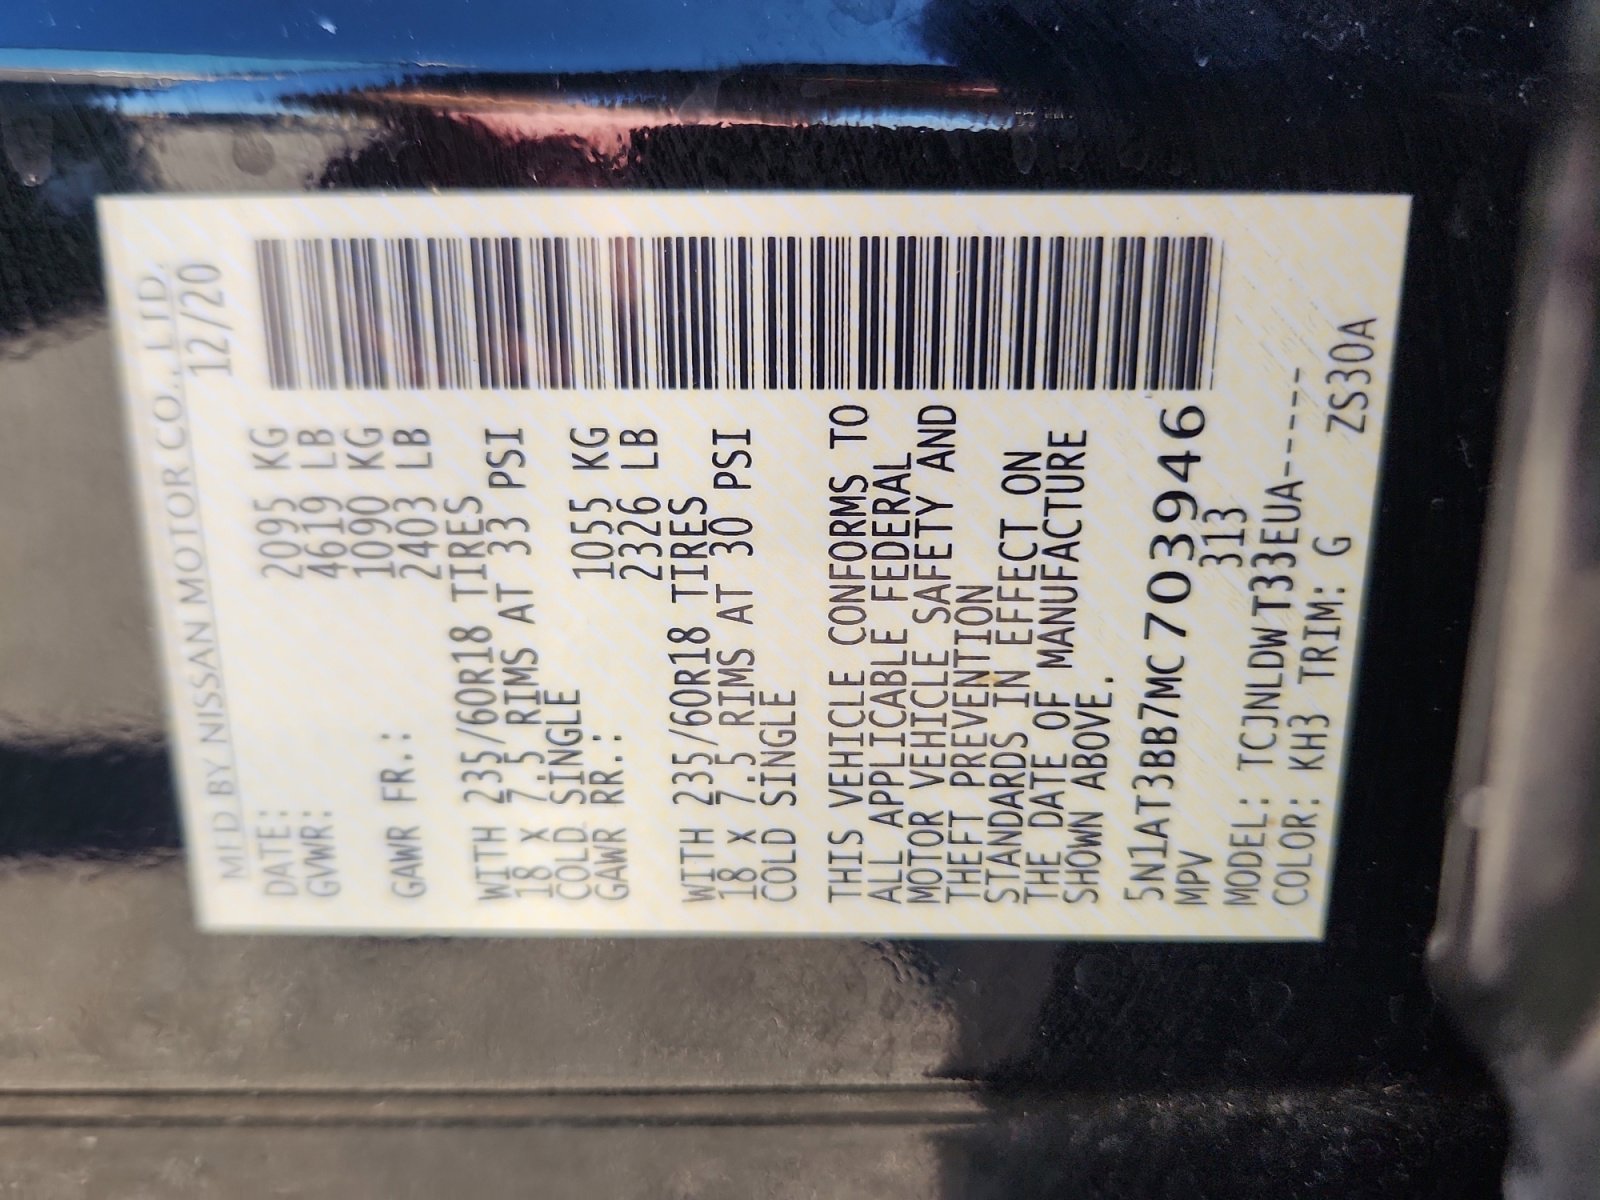 MFD BY NISSAN MOTOR CO., LTD.
DATE: 12/20
GVWR: 2095 KG
4619 LB
GAWR FR.: 1090 KG
2403 LB
WITH 235/60R18 TIRES
18 X 7.5 RIMS AT 33 PSI
COLD SINGLE
GAWR RR.: 1055 KG
2326 LB
WITH 235/60R18 TIRES
18 X 7.5 RIMS AT 30 PSI
COLD SINGLE
THIS VEHICLE CONFORMS TO
ALL APPLICABLE FEDERAL
MOTOR VEHICLE SAFETY AND
THEFT PREVENTION
STANDARDS IN EFFECT ON
THE DATE OF MANUFACTURE
SHOWN ABOVE.
5N1AT3BB7MC703946
MPV 313
MODEL: TCJNLDWT33EUA-----
COLOR: KH3 TRIM: G ZS30A